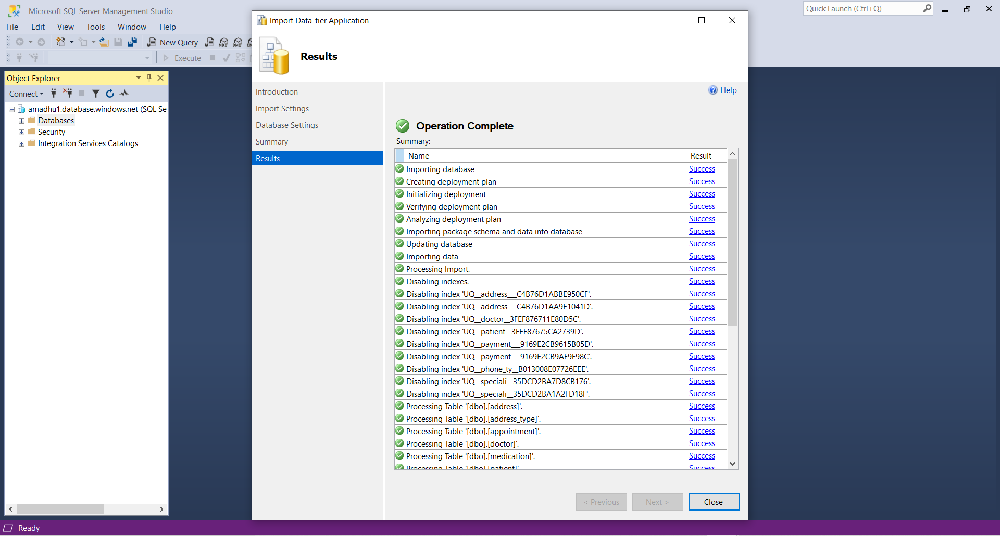 Microsoft SQL Server Management Studio
Quick Launch (Ctrl+Q)
File Edit View Tools Window Help
New Query MDX DMX XM
Execute
Object Explorer
Connect
amadhu1.database.windows.net (SQL Se
Databases
Security
Integration Services Catalogs
Import Data-tier Application
Results
Introduction
Import Settings
Database Settings
Summary
Results
Help
Operation Complete
Summary:
Name Result
Importing database Success
Creating deployment plan Success
Initializing deployment Success
Verifying deployment plan Success
Analyzing deployment plan Success
Importing package schema and data into database Success
Updating database Success
Importing data Success
Processing Import. Success
Disabling indexes. Success
Disabling index 'UQ__address___C4B76D1ABBE950CF'. Success
Disabling index 'UQ__address___C4B76D1AA9E1041D'. Success
Disabling index 'UQ__doctor__3FEF876711E80D5C'. Success
Disabling index 'UQ__patient__3FEF87675CA2739D'. Success
Disabling index 'UQ__payment___9169E2CB9615B05D'. Success
Disabling index 'UQ__payment___9169E2CB9AF9F98C'. Success
Disabling index 'UQ__phone_ty__B013008E07726EEE'. Success
Disabling index 'UQ__speciali__35DCD2BA7D8CB176'. Success
Disabling index 'UQ__speciali__35DCD2BA1A2FD18F'. Success
Processing Table '[dbo].[address]'. Success
Processing Table '[dbo].[address_type]'. Success
Processing Table '[dbo].[appointment]'. Success
Processing Table '[dbo].[doctor]'. Success
Processing Table '[dbo].[medication]'. Success
Processing Table '[dbo].[patient]'. Success
< Previous Next > Close
Ready